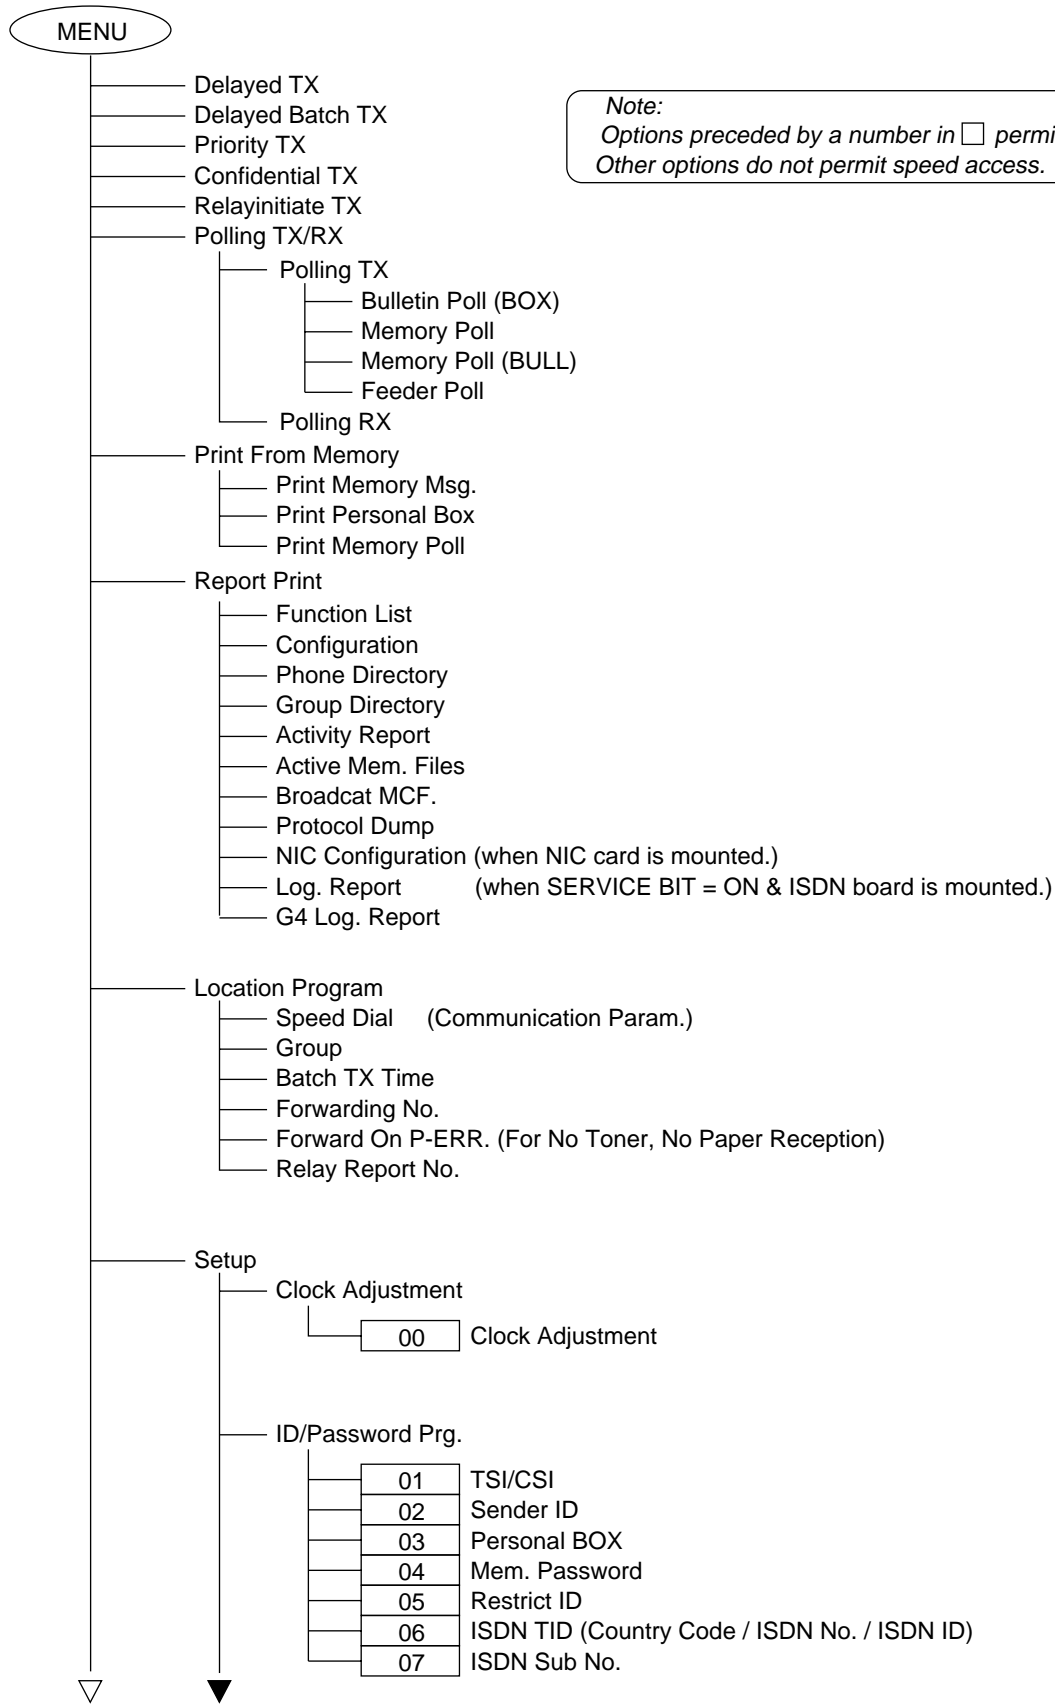 MENU
Delayed TX
Delayed Batch TX
Priority TX
Confidential TX
Relayinitiate TX
Polling TX/RX
Note:
Options preceded by a number in □ permi
Other options do not permit speed access.
Polling TX
Bulletin Poll (BOX)
Memory Poll
Memory Poll (BULL)
Feeder Poll
Polling RX
Print From Memory
Print Memory Msg.
Print Personal Box
Print Memory Poll
Report Print
Function List
Configuration
Phone Directory
Group Directory
Activity Report
Active Mem. Files
Broadcat MCF.
Protocol Dump
NIC Configuration (when NIC card is mounted.)
Log. Report (when SERVICE BIT = ON & ISDN board is mounted.)
G4 Log. Report
Location Program
Speed Dial (Communication Param.)
Group
Batch TX Time
Forwarding No.
Forward On P-ERR. (For No Toner, No Paper Reception)
Relay Report No.
Setup
Clock Adjustment
00 Clock Adjustment
ID/Password Prg.
01 TSI/CSI
02 Sender ID
03 Personal BOX
04 Mem. Password
05 Restrict ID
06 ISDN TID (Country Code / ISDN No. / ISDN ID)
07 ISDN Sub No.